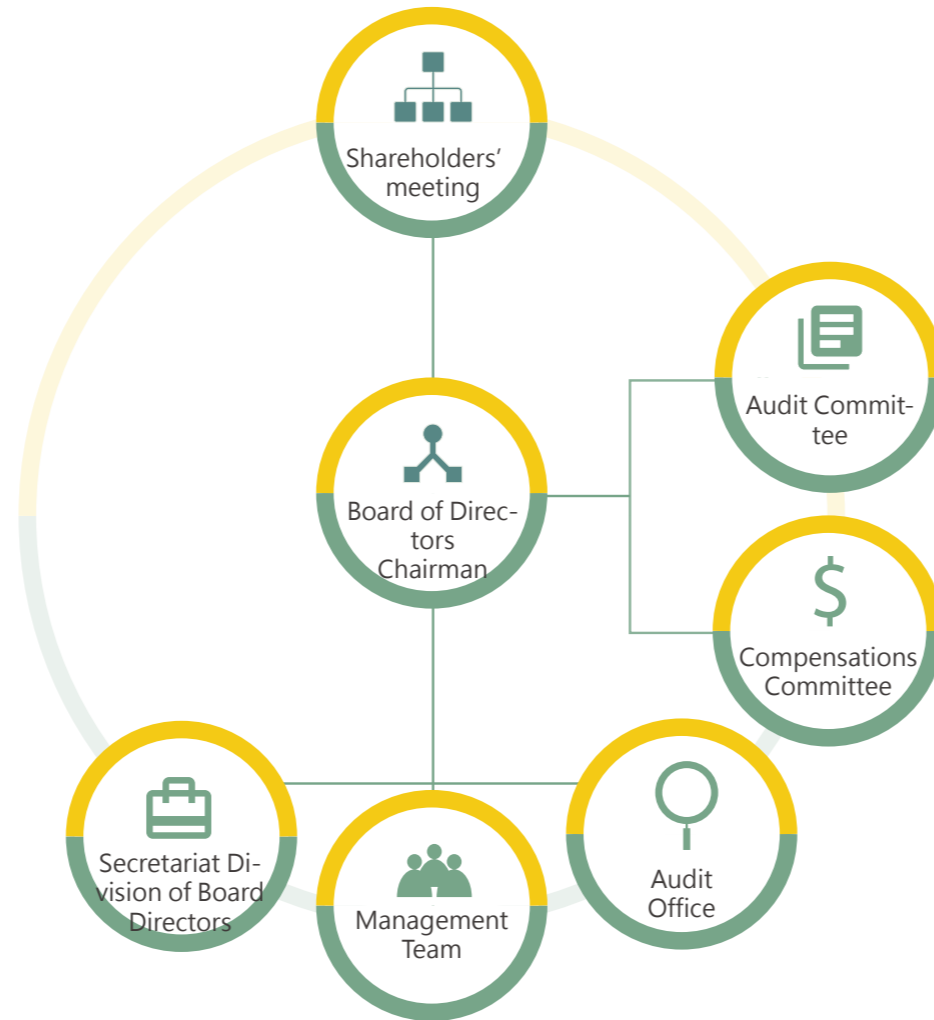 Shareholders’
meeting
Audit Commit-
tee
Board of Direc-
tors
Chairman
$
Compensations
Committee
Secretariat Di-
vision of Board
Directors
Management
Team
Audit
Office